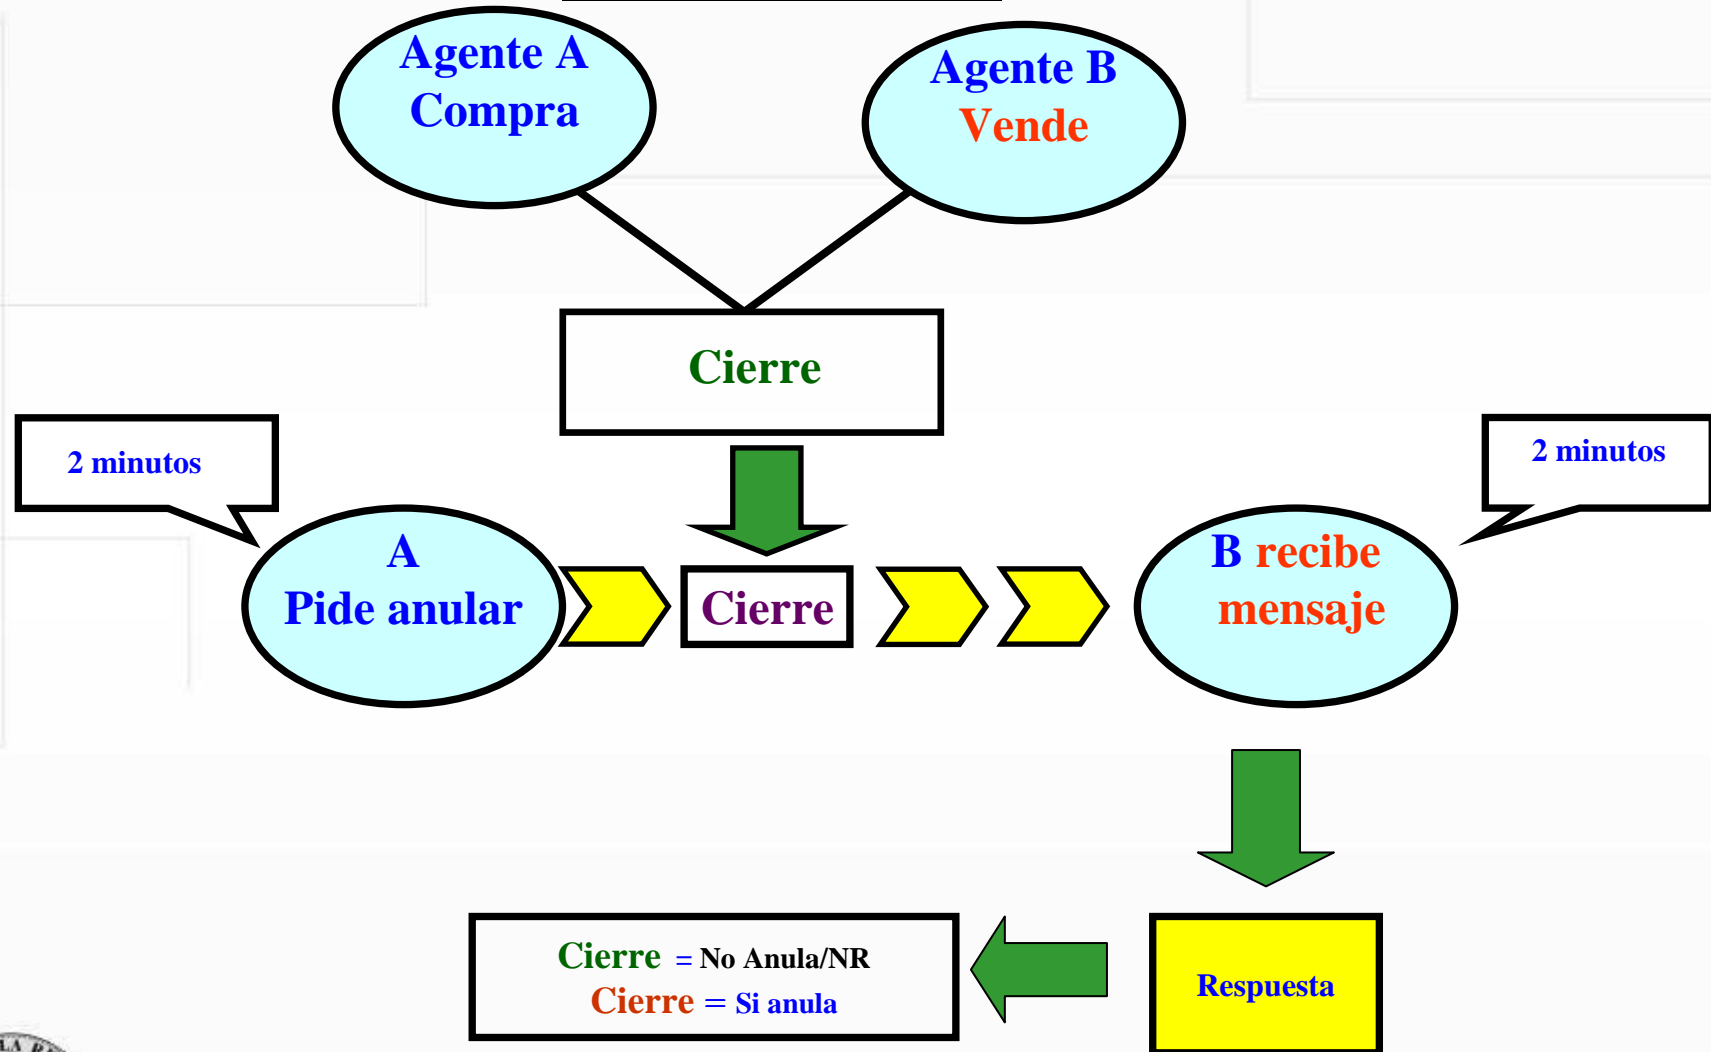 Agente A
Compra
Agente B
Vende
Cierre
2 minutos
2 minutos
A
Pide anular
Cierre
B recibe
mensaje
Cierre = No Anula/NR
Cierre = Si anula
Respuesta
LA